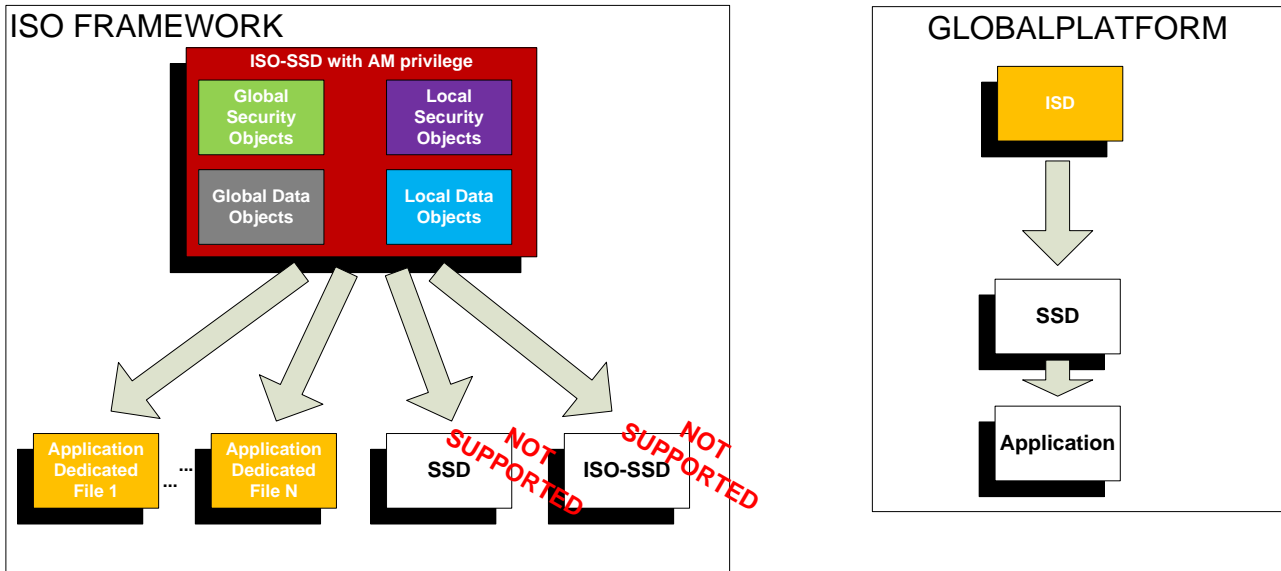 ISO FRAMEWORK
ISO-SSD with AM privilege
Global
Security
Objects
Local
Security
Objects
Global Data
Objects
Local Data
Objects
Application
Dedicated
File 1
...
...
Application
Dedicated
File N
SSD
NOT
SUPPORTED
ISO-SSD
NOT
SUPPORTED
GLOBALPLATFORM
ISD
SSD
Application